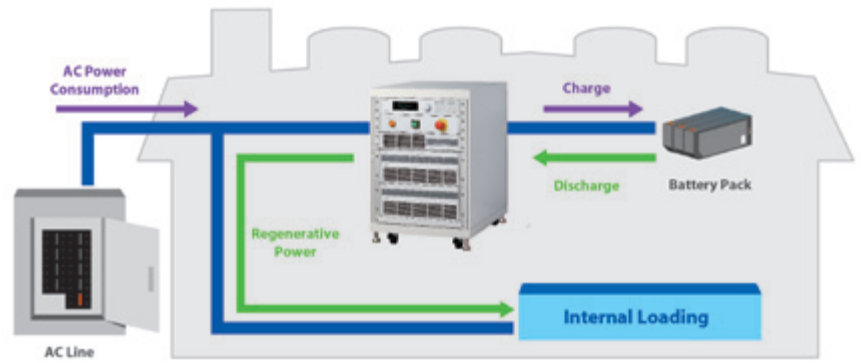 AC Power
Consumption
Charge
Discharge
Battery Pack
Regenerative
Power
Internal Loading
AC Line